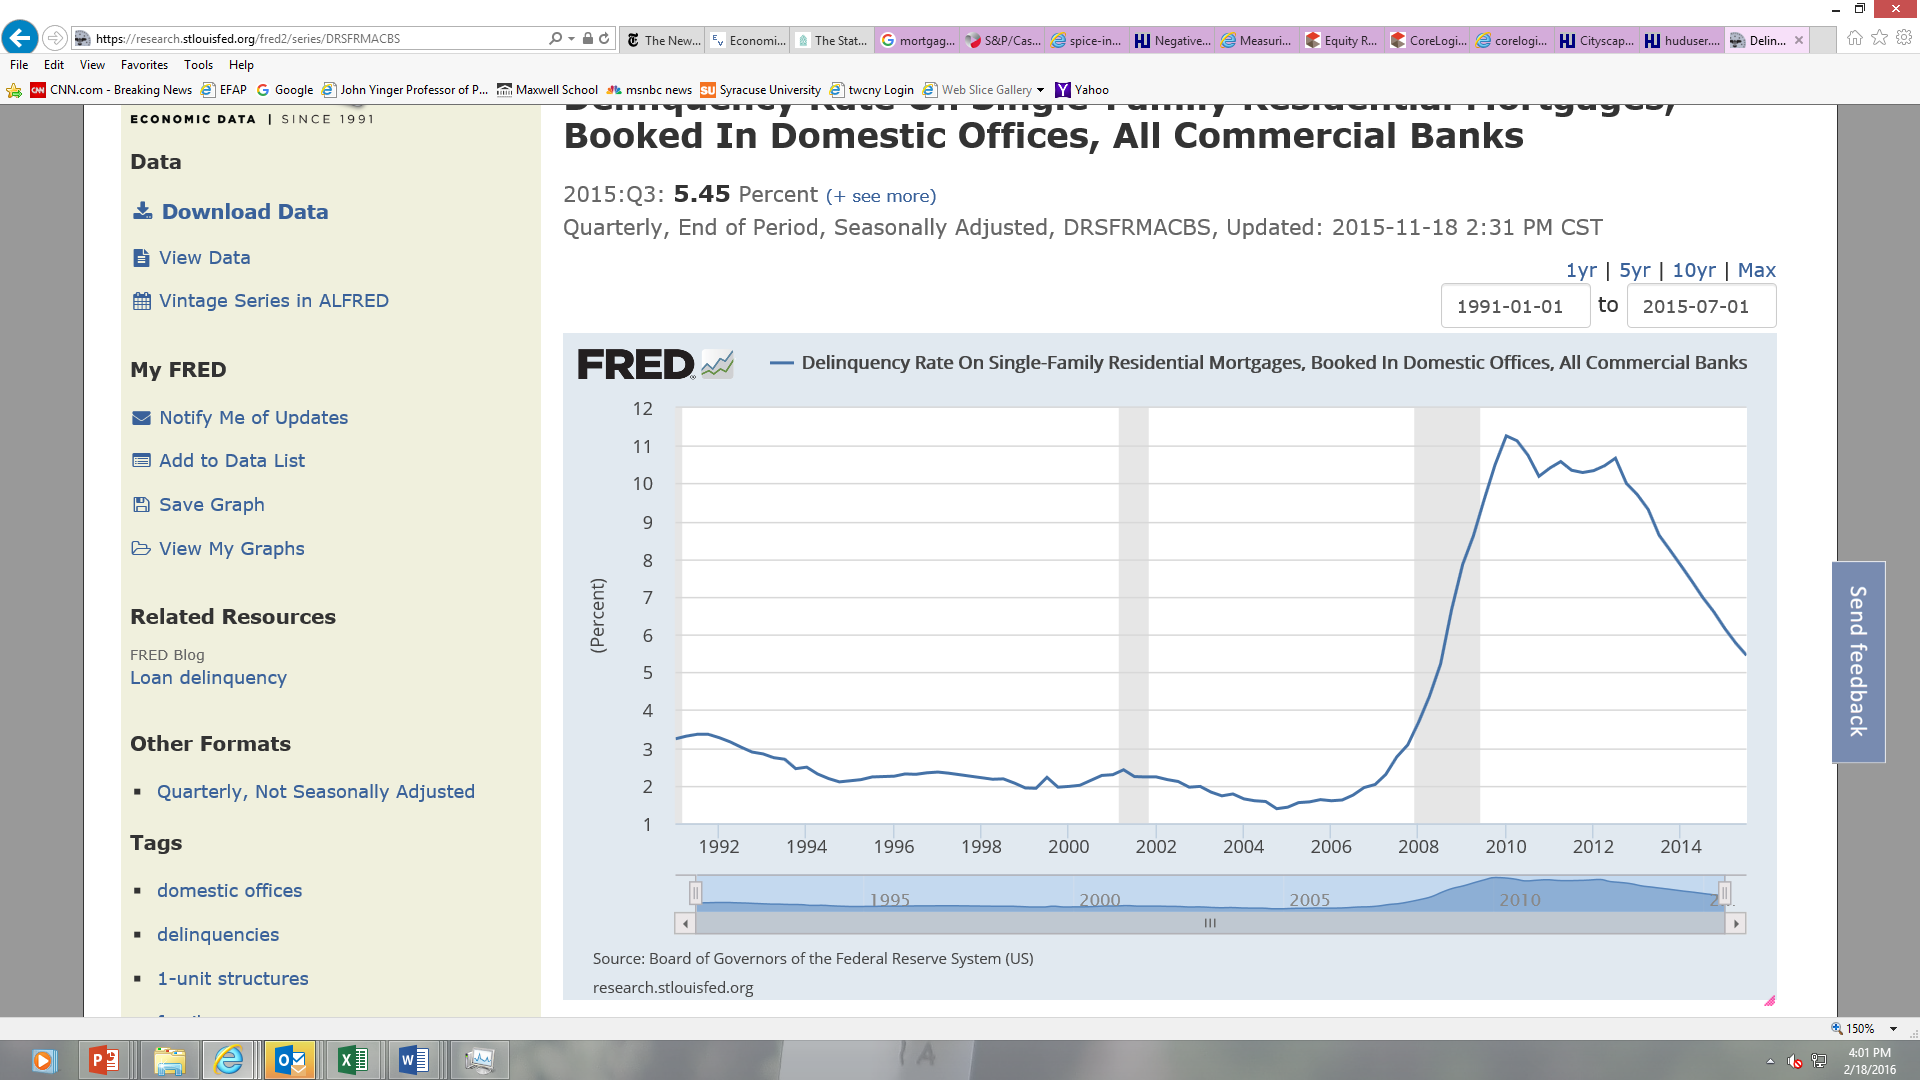 https://research.stlouisfed.org/fred2/series/DRSFRMACBS
The New...
Economi...
The Stat...
mortgag...
S&P/Cas...
spice-in...
Negative...
Measuri...
Equity R...
CoreLogi...
corelogi...
Cityscap...
huduser....
Delin...
File Edit View Favorites Tools Help
CNN.com - Breaking News
EFAP
Google
John Yinger Professor of P...
Maxwell School
msnbc news
Syracuse University
twcny Login
Web Slice Gallery
Yahoo
ECONOMIC DATA | SINCE 1991
Data
Download Data
View Data
Vintage Series in ALFRED
My FRED
Notify Me of Updates
Add to Data List
Save Graph
View My Graphs
Related Resources
FRED Blog
Loan delinquency
Other Formats
Quarterly, Not Seasonally Adjusted
Tags
domestic offices
delinquencies
1-unit structures
Delinquency Rate On Single-Family Residential Mortgages,
Booked In Domestic Offices, All Commercial Banks
2015:Q3: 5.45 Percent (+ see more)
Quarterly, End of Period, Seasonally Adjusted, DRSFRMACBS, Updated: 2015-11-18 2:31 PM CST
1yr | 5yr | 10yr | Max
1991-01-01 to 2015-07-01
FRED
Delinquency Rate On Single-Family Residential Mortgages, Booked In Domestic Offices, All Commercial Banks
12
11
10
9
8
7
6
5
4
3
2
1
(Percent)
1992 1994 1996 1998 2000 2002 2004 2006 2008 2010 2012 2014
1995 2000 2005 2010
Source: Board of Governors of the Federal Reserve System (US)
research.stlouisfed.org
Send feedback
150%
4:01 PM
2/18/2016